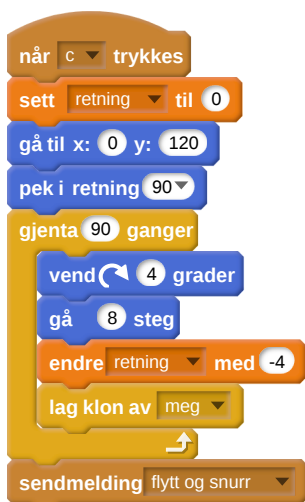 når c trykkes
sett retning til 0
gå til x: 0 y: 120
pek i retning 90
gjenta 90 ganger
vend 4 grader
gå 8 steg
endre retning med -4
lag klon av meg
sendmelding flytt og snurr